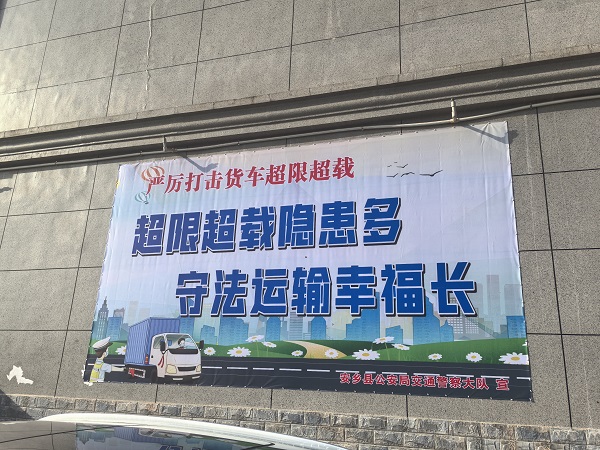 严厉打击货车超限超载
超限超载隐患多
守法运输幸福长
安乡县公安局交通警察大队 宣